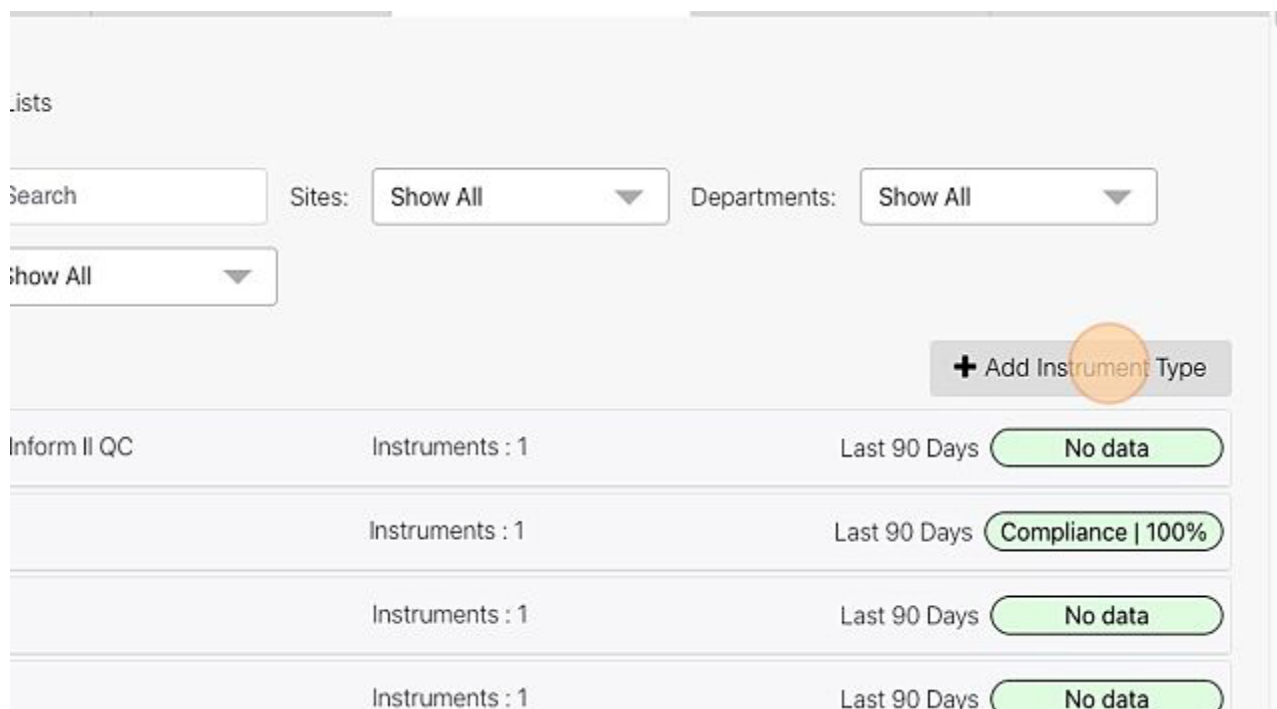 Lists
Search Sites: Show All Departments: Show All
Show All
Add Instrument Type
Inform II QC Instruments : 1 Last 90 Days No data
Instruments : 1 Last 90 Days Compliance | 100%
Instruments : 1 Last 90 Days No data
Instruments : 1 Last 90 Days No data